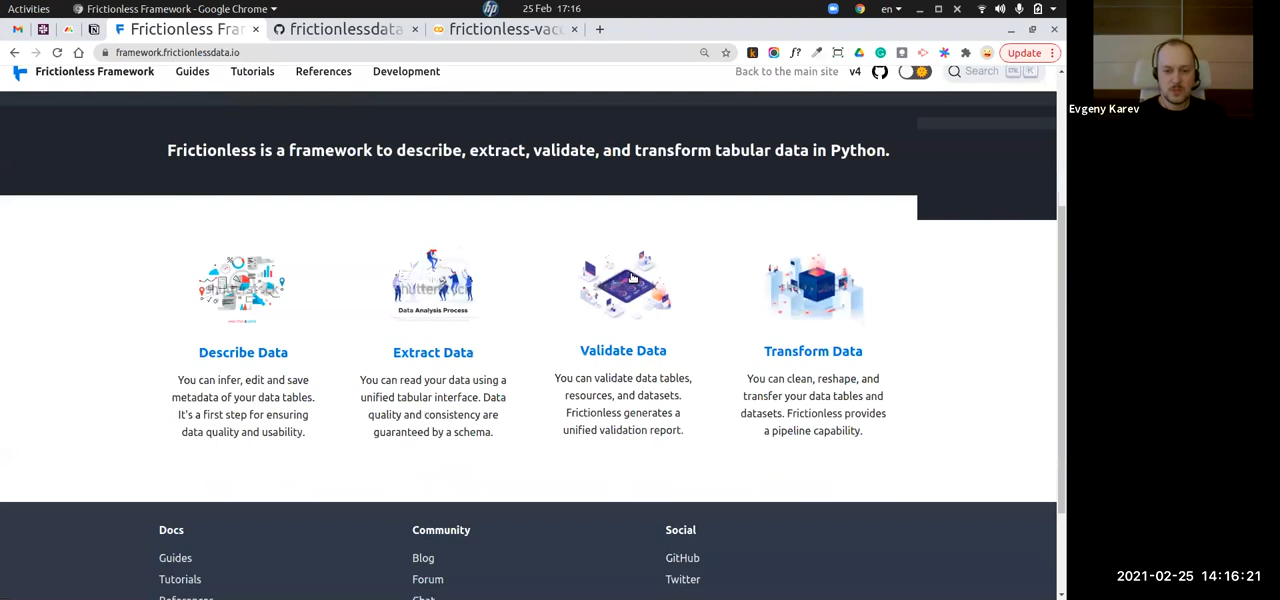 Activities
Frictionless Framework - Google Chrome
25 Feb 17:16
en
Frictionless Frar
frictionlessdata
frictionless-vacc
framework.frictionlessdata.io
Update
Evgeny Karev
Frictionless Framework
Guides
Tutorials
References
Development
Back to the main site
v4
Search
K
Frictionless is a framework to describe, extract, validate, and transform tabular data in Python.
Data Analysis Process
Describe Data
You can infer, edit and save
metadata of your data tables.
It's a first step for ensuring
data quality and usability.
Extract Data
You can read your data using a
unified tabular interface. Data
quality and consistency are
guaranteed by a schema.
Validate Data
You can validate data tables,
resources, and datasets.
Frictionless generates a
unified validation report.
Transform Data
You can clean, reshape, and
transfer your data tables and
datasets. Frictionless provides
a pipeline capability.
Docs
Guides
Tutorials
References
Community
Blog
Forum
Chat
Social
GitHub
Twitter
2021-02-25 14:16:21